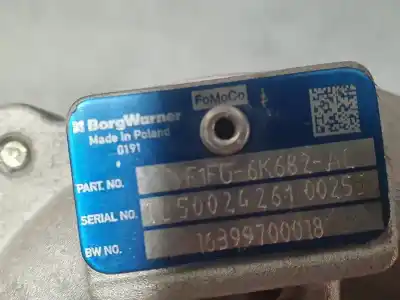 FoMoCo
BorgWarner
Made in Poland
0191
PART NO. F1FG-6K682-AC
SERIAL NO.
BW NO. 16399700018